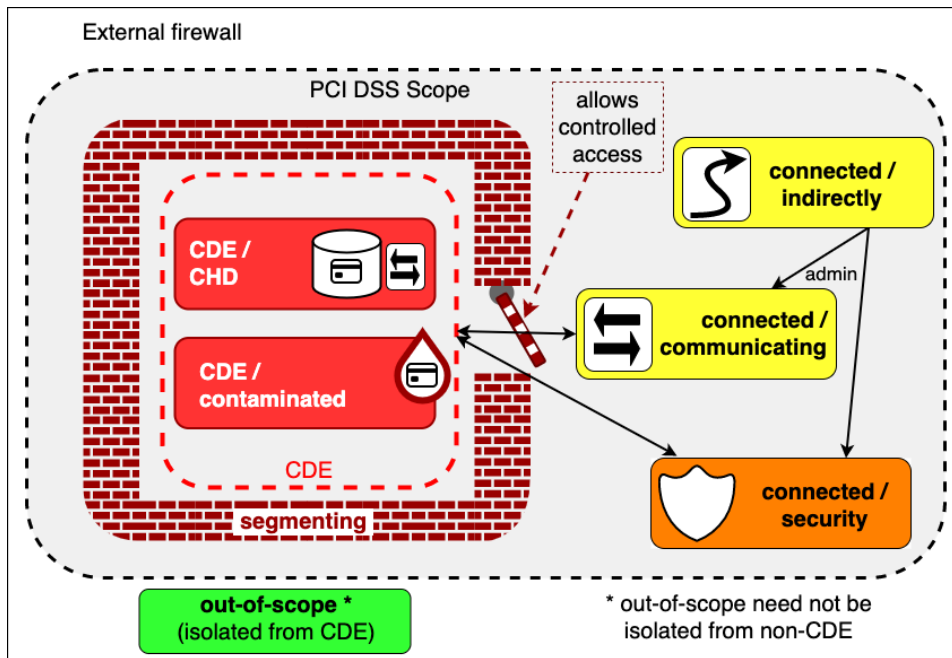 External firewall
PCI DSS Scope
allows
controlled
access
connected /
indirectly
CDE /
CHD
admin
connected /
communicating
CDE /
contaminated
CDE
connected /
security
segmenting
out-of-scope *
(isolated from CDE)
* out-of-scope need not be
isolated from non-CDE